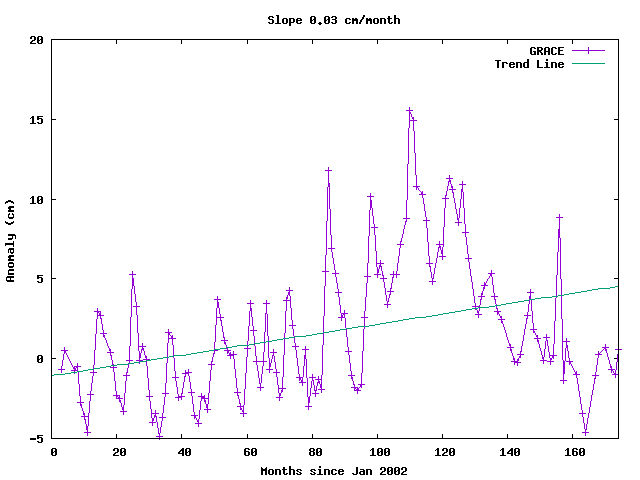 Slope 0.03 cm/month
GRACE
Trend Line
20
15
10
5
0
-5
Anomaly (cm)
0 20 40 60 80 100 120 140 160
Months since Jan 2002